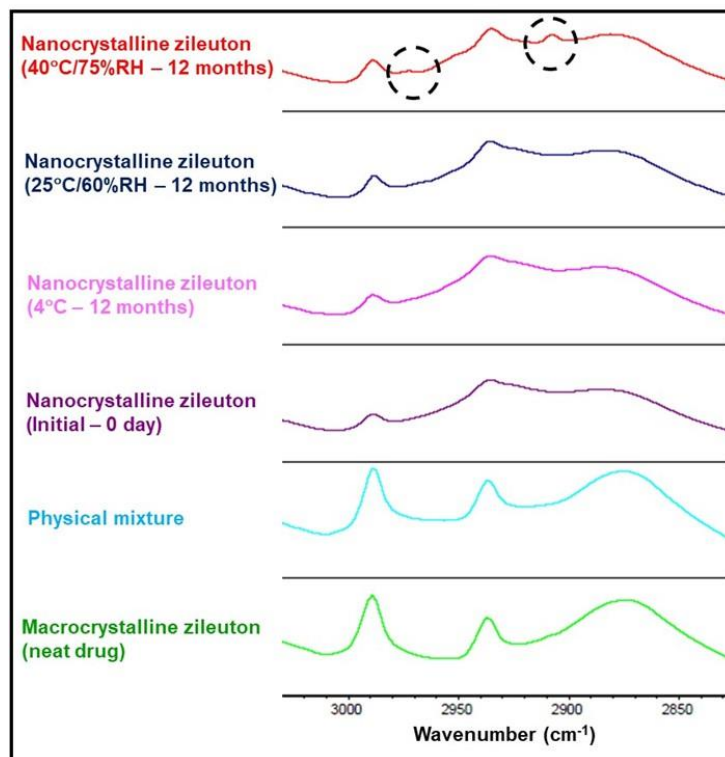 Nanocrystalline zileuton
(40°C/75%RH – 12 months)
Nanocrystalline zileuton
(25°C/60%RH – 12 months)
Nanocrystalline zileuton
(4°C – 12 months)
Nanocrystalline zileuton
(Initial – 0 day)
Physical mixture
Macrocrystalline zileuton
(neat drug)
3000 2950 2900 2850
Wavenumber (cm⁻¹)